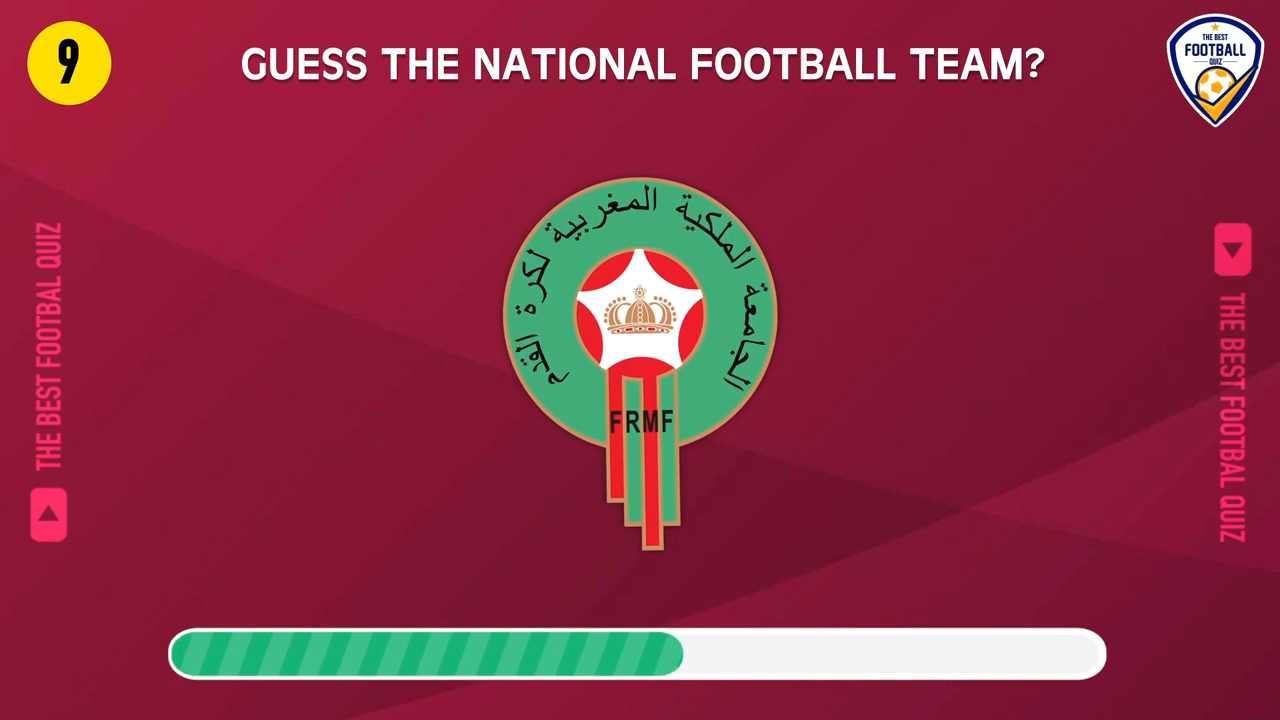 9
GUESS THE NATIONAL FOOTBALL TEAM?
THE BEST
FOOTBALL
QUIZ
THE BEST FOOTBAL QUIZ
الجامعة الملكية المغربية لكرة القدم
FRMF
THE BEST FOOTBAL QUIZ